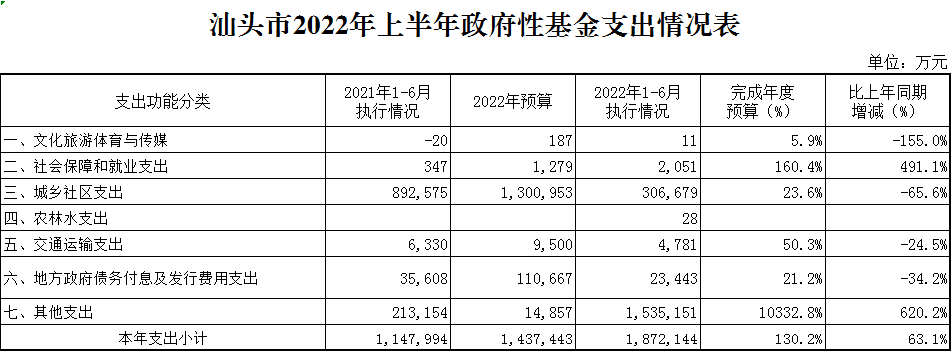 汕头市2022年上半年政府性基金支出情况表
单位：万元
支出功能分类 2021年1-6月执行情况 2022年预算 2022年1-6月执行情况 完成年度预算(%) 比上年同期增减(%)
一、文化旅游体育与传媒 -20 187 11 5.9% -155.0%
二、社会保障和就业支出 347 1,279 2,051 160.4% 491.1%
三、城乡社区支出 892,575 1,300,953 306,679 23.6% -65.6%
四、农林水支出 28
五、交通运输支出 6,330 9,500 4,781 50.3% -24.5%
六、地方政府债务付息及发行费用支出 35,608 110,667 23,443 21.2% -34.2%
七、其他支出 213,154 14,857 1,535,151 10332.8% 620.2%
本年支出小计 1,147,994 1,437,443 1,872,144 130.2% 63.1%